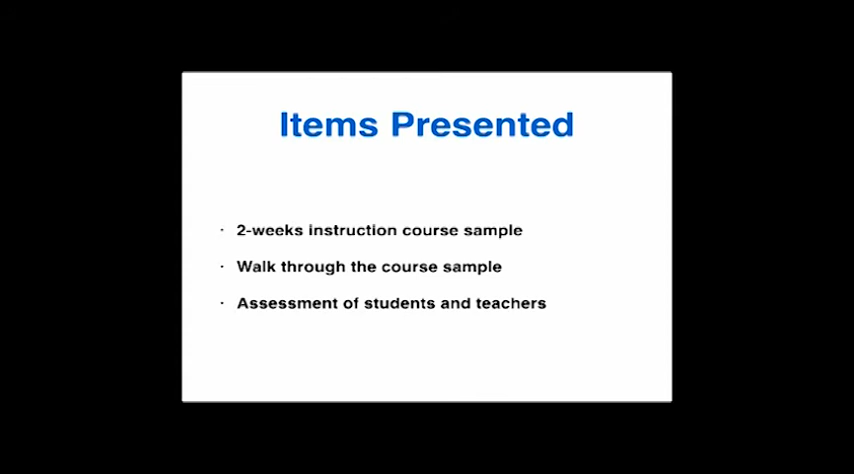 Items Presented
· 2-weeks instruction course sample
· Walk through the course sample
· Assessment of students and teachers